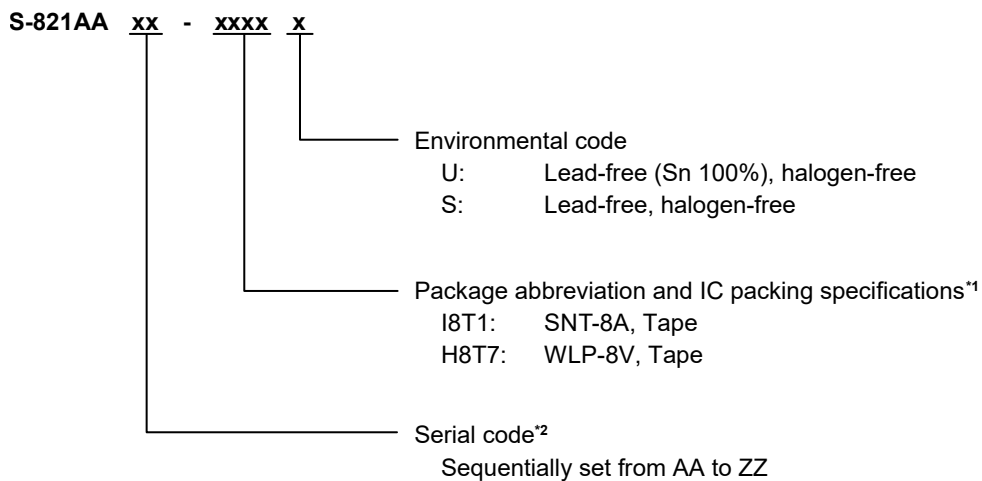 S-821AA xx - xxxx x
Environmental code
U: Lead-free (Sn 100%), halogen-free
S: Lead-free, halogen-free
Package abbreviation and IC packing specifications*1
I8T1: SNT-8A, Tape
H8T7: WLP-8V, Tape
Serial code*2
Sequentially set from AA to ZZ